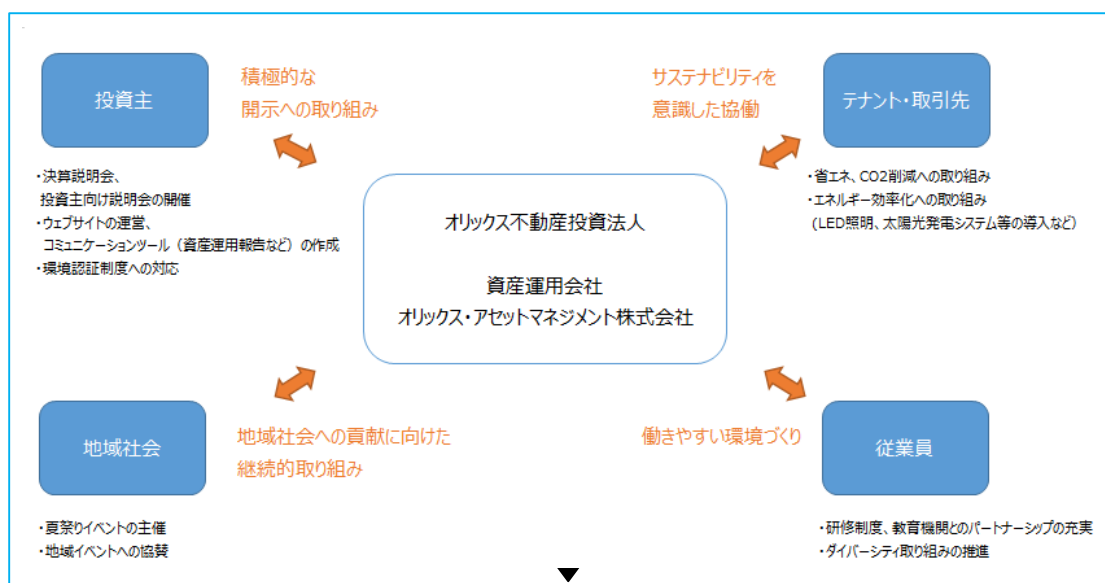 投資主
積極的な
開示への取り組み
・決算説明会、
投資主向け説明会の開催
・ウェブサイトの運営、
コミュニケーションツール（資産運用報告など）の作成
・環境認証制度への対応
サステナビリティを
意識した協働
テナント・取引先
・省エネ、CO2削減への取り組み
・エネルギー効率化への取り組み
(LED照明、太陽光発電システム等の導入など）
オリックス不動産投資法人
資産運用会社
オリックス・アセットマネジメント株式会社
地域社会
地域社会への貢献に向けた
継続的取り組み
・夏祭りイベントの主催
・地域イベントへの協賛
働きやすい環境づくり
従業員
・研修制度、教育機関とのパートナーシップの充実
・ダイバーシティ取り組みの推進